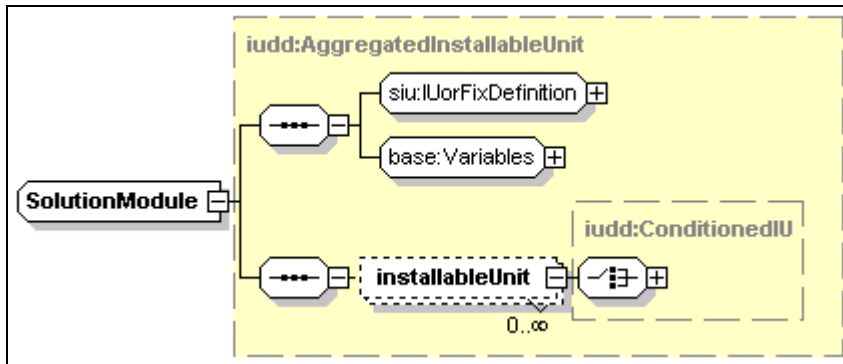 iudd:AggregatedInstallableUnit
siu:IUorFixDefinition
base:Variables
SolutionModule
iudd:ConditionedIU
installableUnit
0..∞